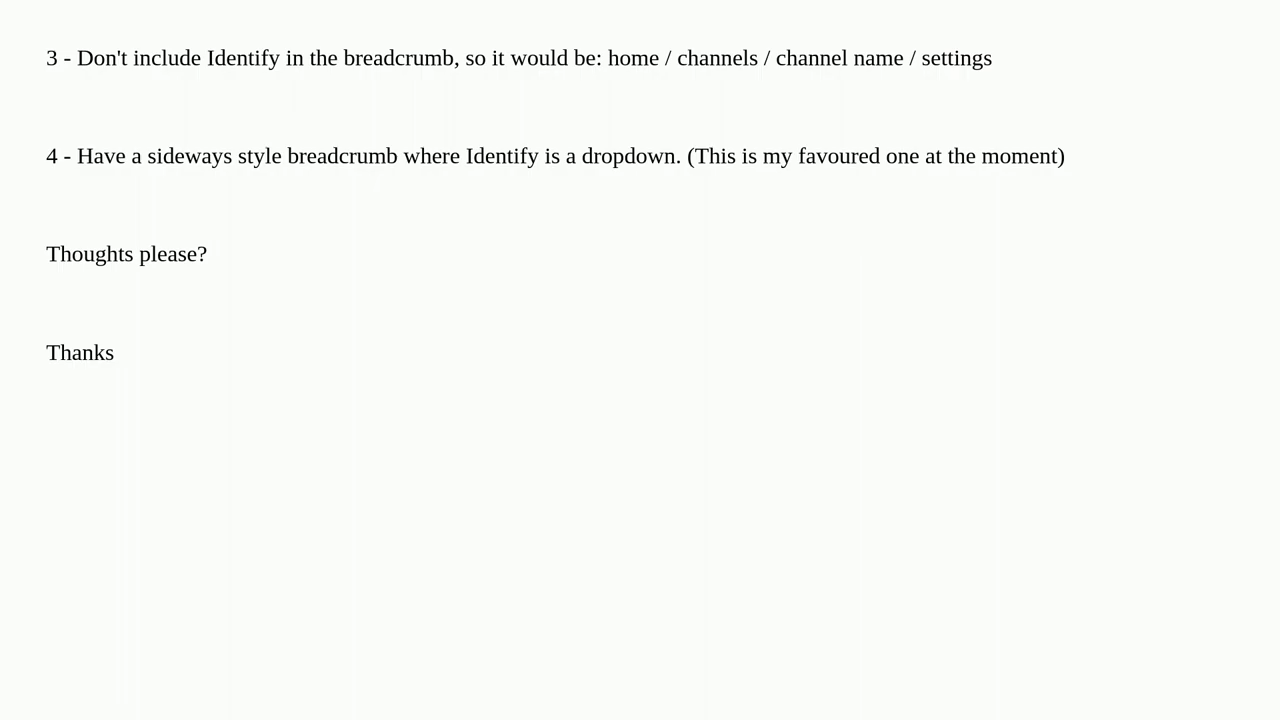 3 - Don't include Identify in the breadcrumb, so it would be: home / channels / channel name / settings
4 - Have a sideways style breadcrumb where Identify is a dropdown. (This is my favoured one at the moment)
Thoughts please?
Thanks